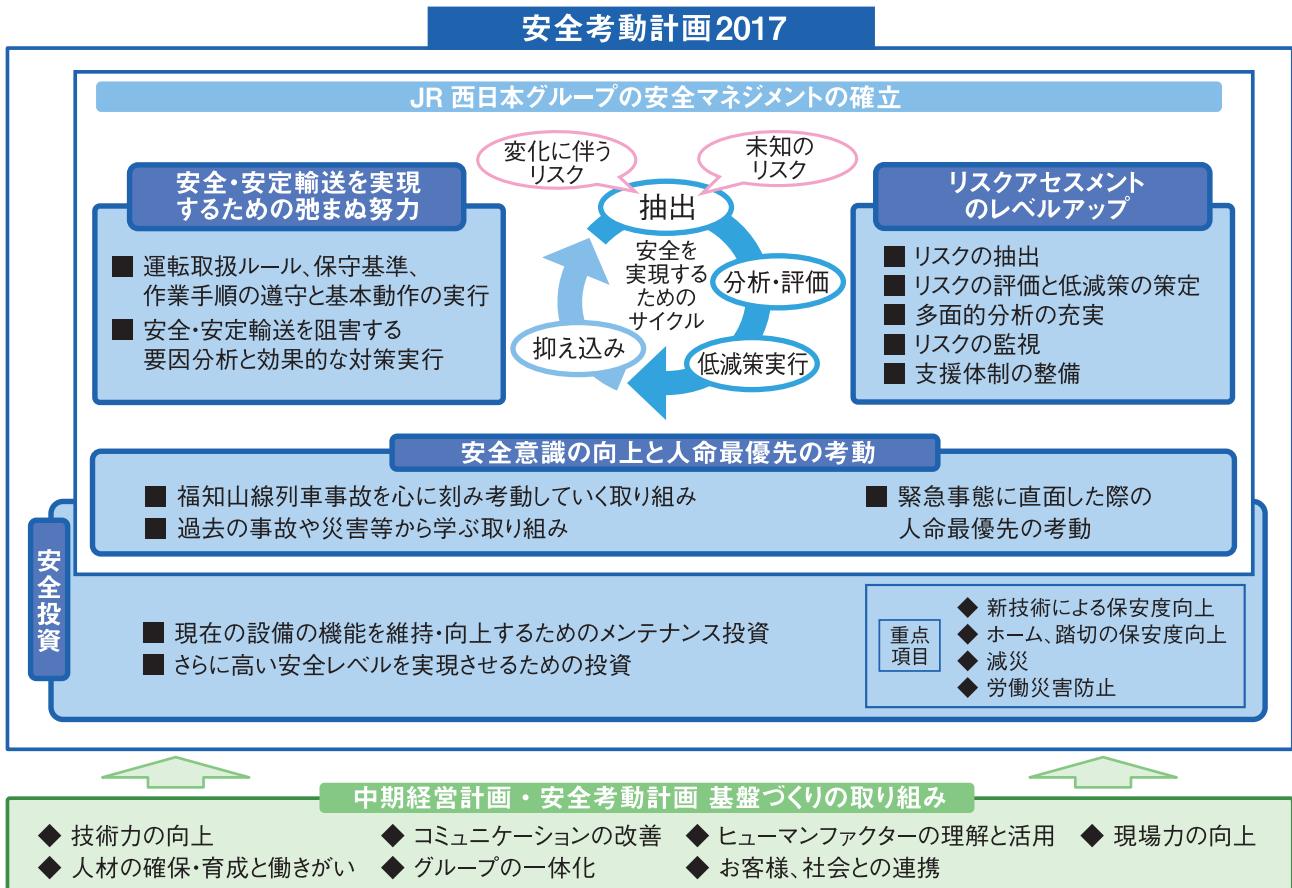 安全考動計画2017
JR 西日本グループの安全マネジメントの確立
安全・安定輸送を実現
するための弛まぬ努力
■ 運転取扱ルール、保守基準、
作業手順の遵守と基本動作の実行
■ 安全・安定輸送を阻害する
要因分析と効果的な対策実行
変化に伴う
リスク
未知の
リスク
抽出
分析・評価
低減策実行
抑え込み
安全を
実現する
ための
サイクル
リスクアセスメント
のレベルアップ
■ リスクの抽出
■ リスクの評価と低減策の策定
■ 多面的分析の充実
■ リスクの監視
■ 支援体制の整備
安全意識の向上と人命最優先の考動
■ 福知山線列車事故を心に刻み考動していく取り組み
■ 過去の事故や災害等から学ぶ取り組み
■ 緊急事態に直面した際の
人命最優先の考動
安全投資
■ 現在の設備の機能を維持・向上するためのメンテナンス投資
■ さらに高い安全レベルを実現させるための投資
重点
項目
◆ 新技術による保安度向上
◆ ホーム、踏切の保安度向上
◆ 減災
◆ 労働災害防止
中期経営計画・安全考動計画 基盤づくりの取り組み
◆ 技術力の向上 ◆ コミュニケーションの改善 ◆ ヒューマンファクターの理解と活用 ◆ 現場力の向上
◆ 人材の確保・育成と働きがい ◆ グループの一体化 ◆ お客様、社会との連携